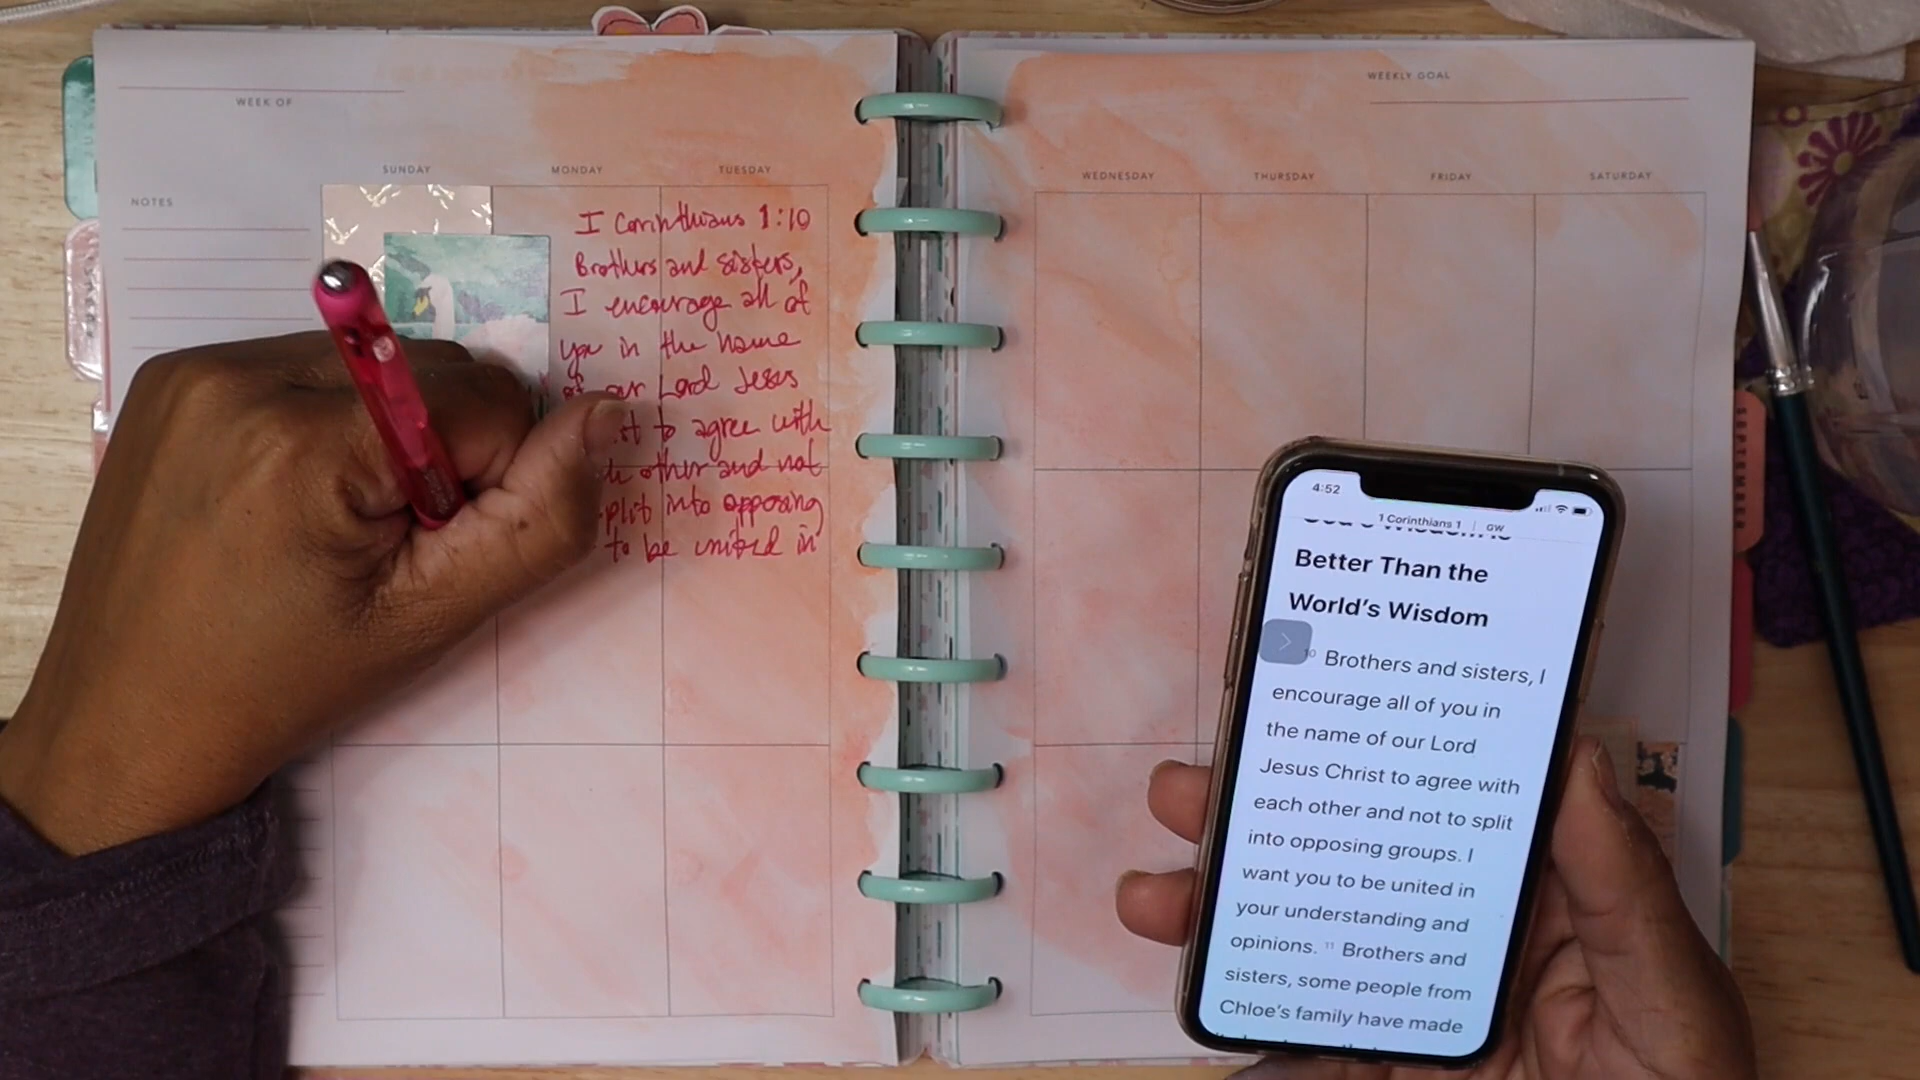 WEEK OF
NOTES
SUNDAY
MONDAY
TUESDAY
I Corinthians 1:10
Brothers and sisters,
I encourage all of
you in the name
of our Lord Jesus
to agree with
other and not
split into opposing
to be united in
WEEKLY GOAL
WEDNESDAY
THURSDAY
FRIDAY
SATURDAY
SEPTEMBER
4:52
1 Corinthians 1 | GW
Better Than the
World's Wisdom
10 Brothers and sisters, I
encourage all of you in
the name of our Lord
Jesus Christ to agree with
each other and not to split
into opposing groups. I
want you to be united in
your understanding and
opinions. 11 Brothers and
sisters, some people from
Chloe's family have made